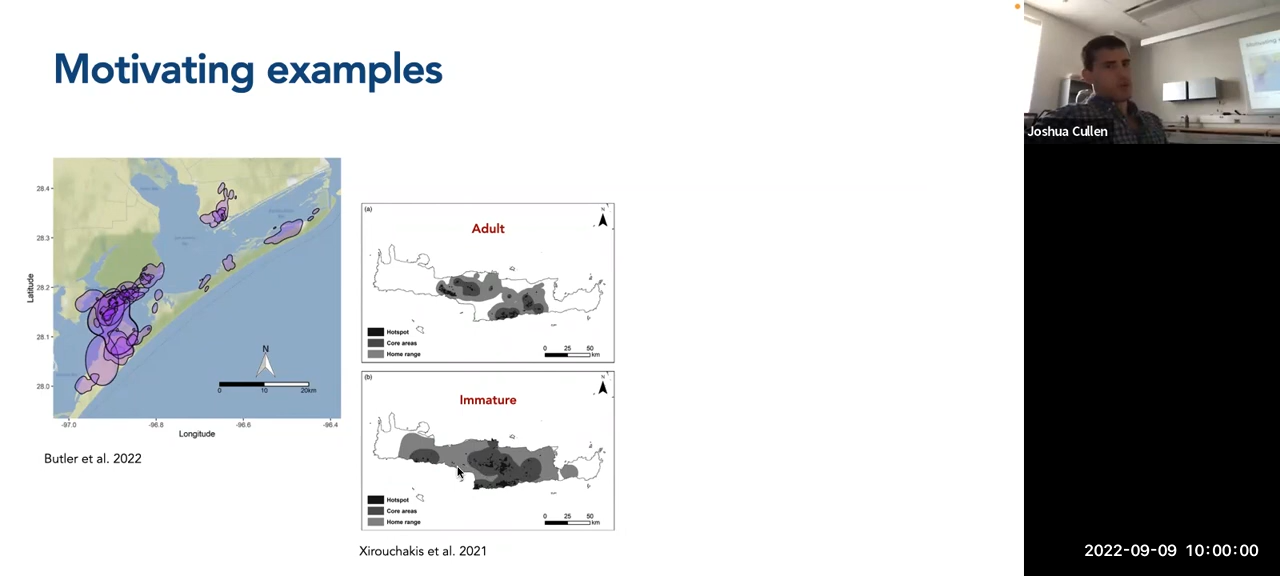 Motivating examples
Joshua Cullen
28.4
28.3
28.2
28.1
28.0
Latitude
-97.0
-96.8
-96.6
-96.4
Longitude
N
0
10
20km
Butler et al. 2022
(a)
N
Adult
Hotspot
Core areas
Home range
0 25 50
km
(b)
N
Immature
Hotspot
Core areas
Home range
0 25 50
km
Xirouchakis et al. 2021
2022-09-09 10:00:00